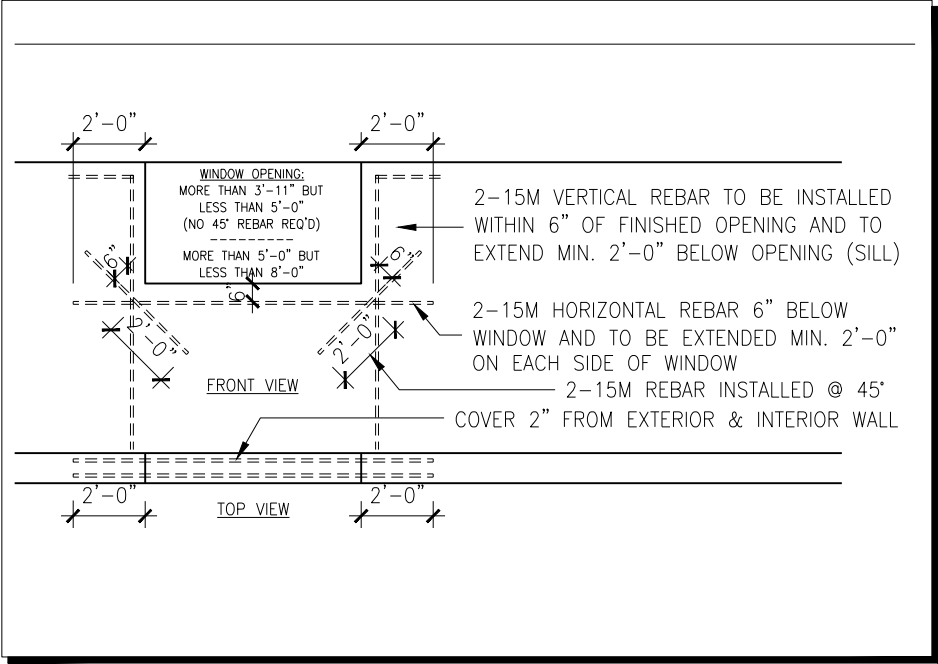 2'-0"
2'-0"
WINDOW OPENING:
MORE THAN 3'-11" BUT
LESS THAN 5'-0"
(NO 45° REBAR REQ'D)
MORE THAN 5'-0" BUT
LESS THAN 8'-0"
2-15M VERTICAL REBAR TO BE INSTALLED
WITHIN 6" OF FINISHED OPENING AND TO
EXTEND MIN. 2'-0" BELOW OPENING (SILL)
6"
6"
6"
2-15M HORIZONTAL REBAR 6" BELOW
WINDOW AND TO BE EXTENDED MIN. 2'-0"
ON EACH SIDE OF WINDOW
2'-0"
2'-0"
FRONT VIEW
2-15M REBAR INSTALLED @ 45°
COVER 2" FROM EXTERIOR & INTERIOR WALL
2'-0"
2'-0"
TOP VIEW